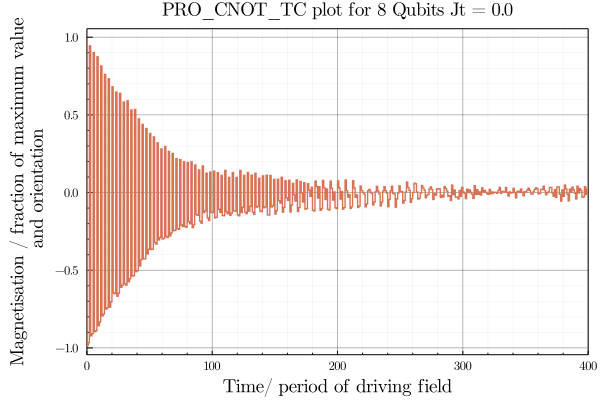 PRO_CNOT_TC plot for 8 Qubits Jt = 0.0
Magnetisation / fraction of maximum value
and orientation
1.0
0.5
0.0
−0.5
−1.0
0
100
200
300
400
Time/ period of driving field